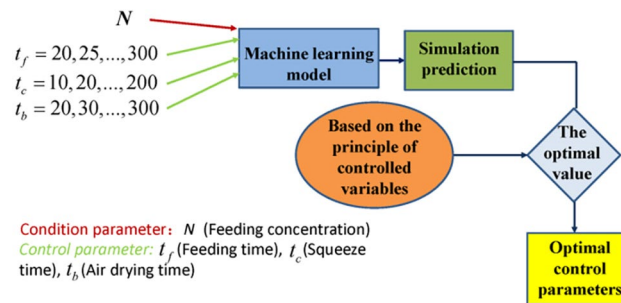 N
t_f = 20,25,...,300
t_c = 10,20,...,200
t_b = 20,30,...,300
Machine learning
model
Simulation
prediction
Based on the
principle of
controlled
variables
The
optimal
value
Condition parameter: N (Feeding concentration)
Control parameter: t_f (Feeding time), t_c (Squeeze
time), t_b (Air drying time)
Optimal
control
parameters